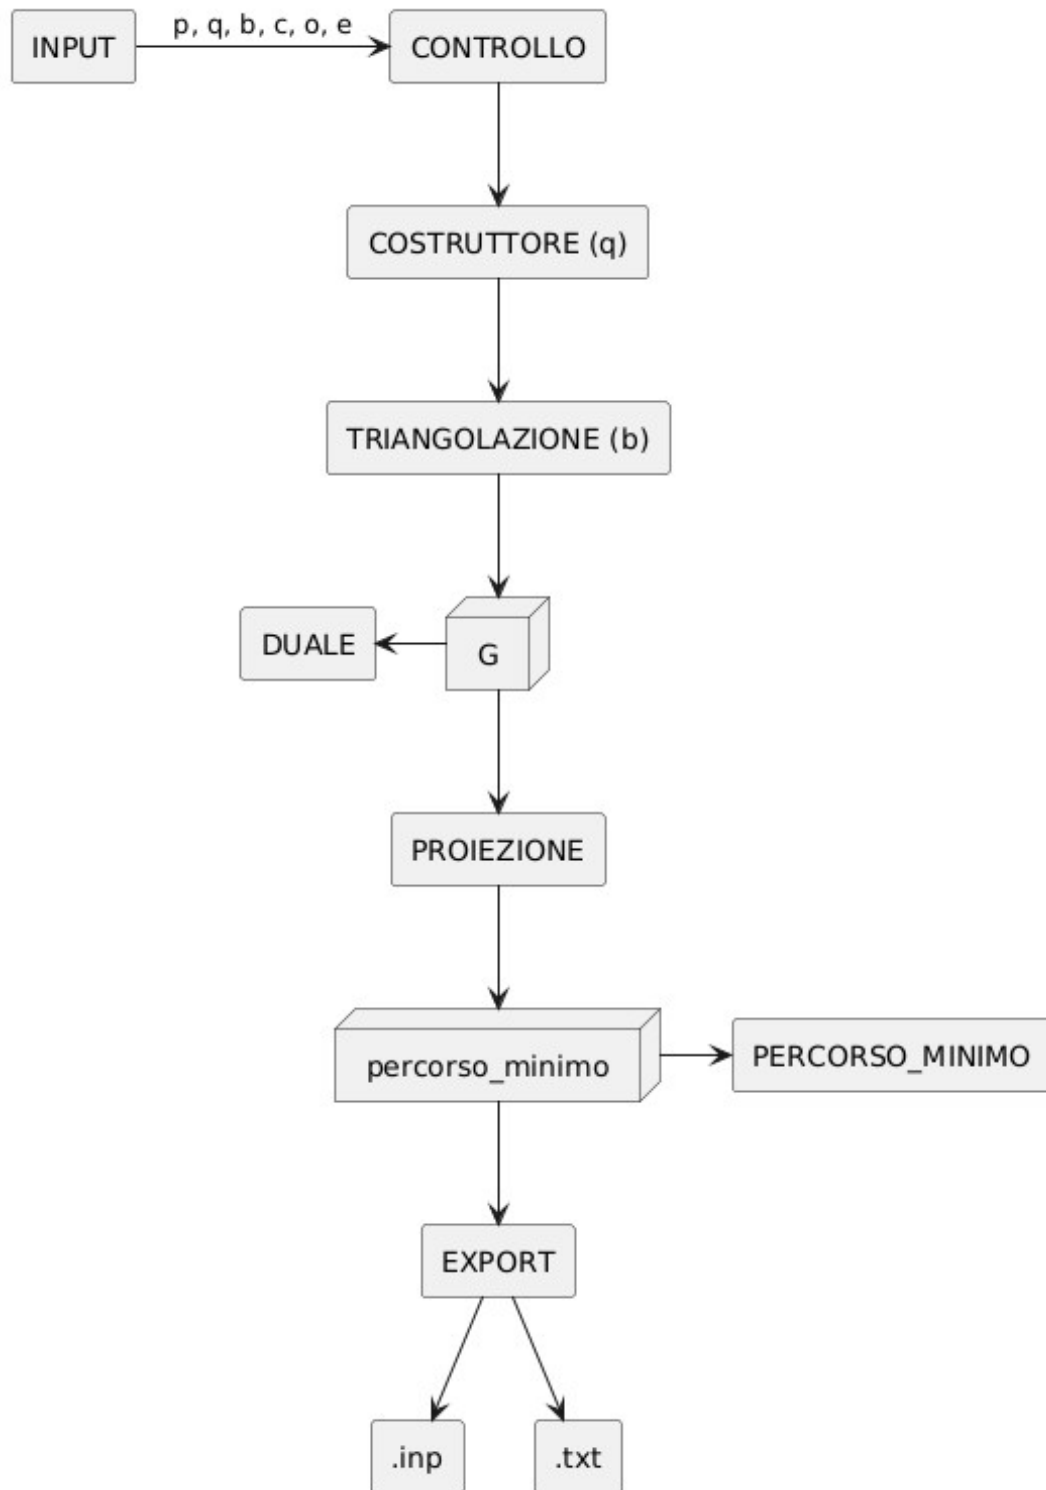 INPUT
p, q, b, c, o, e
CONTROLLO
COSTRUTTORE (q)
TRIANGOLAZIONE (b)
DUALE
G
PROIEZIONE
percorso_minimo
PERCORSO_MINIMO
EXPORT
.inp
.txt